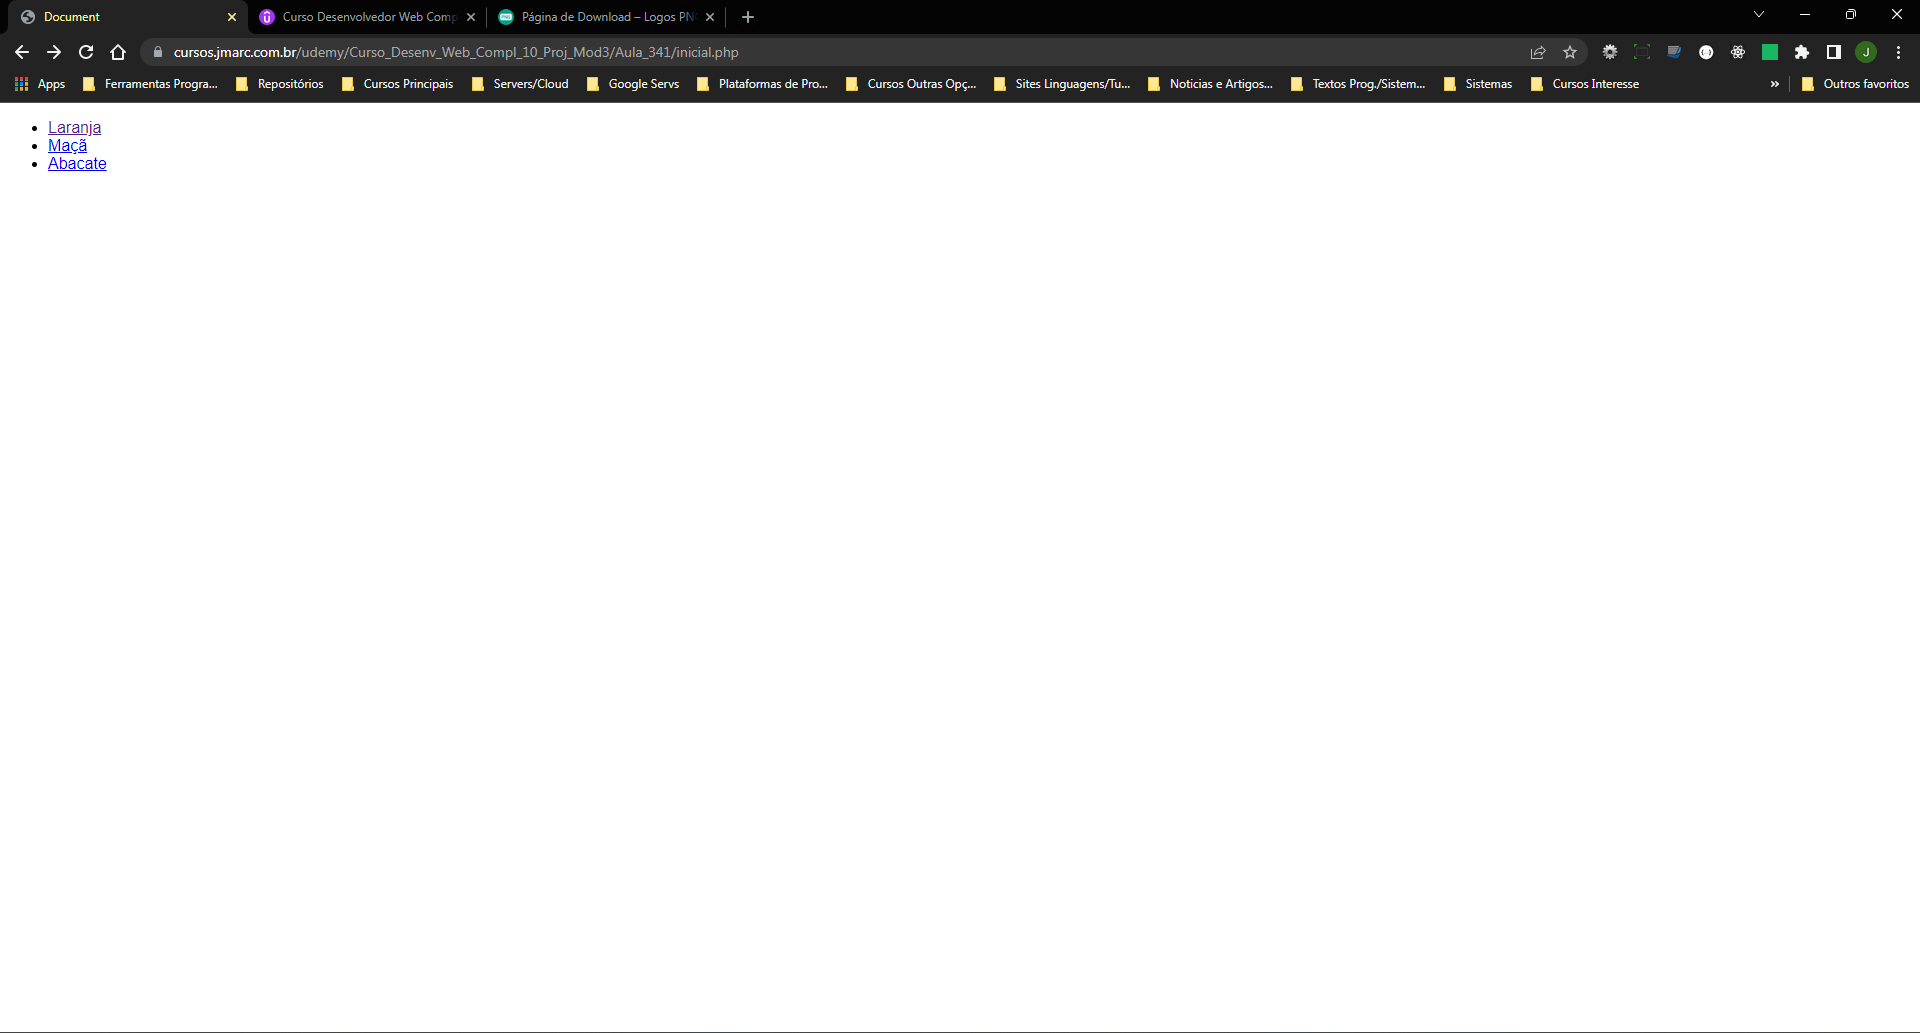 Document
Curso Desenvolvedor Web Comp
Página de Download – Logos PN
cursos.jmarc.com.br/udemy/Curso_Desenv_Web_Compl_10_Proj_Mod3/Aula_341/inicial.php
J
Apps
Ferramentas Progra...
Repositórios
Cursos Principais
Servers/Cloud
Google Servs
Plataformas de Pro...
Cursos Outras Opç...
Sites Linguagens/Tu...
Noticias e Artigos...
Textos Prog./Sistem...
Sistemas
Cursos Interesse
»
Outros favoritos
Laranja
Maçã
Abacate